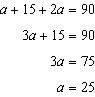 a + 15 + 2a = 90
3a + 15 = 90
3a = 75
a = 25